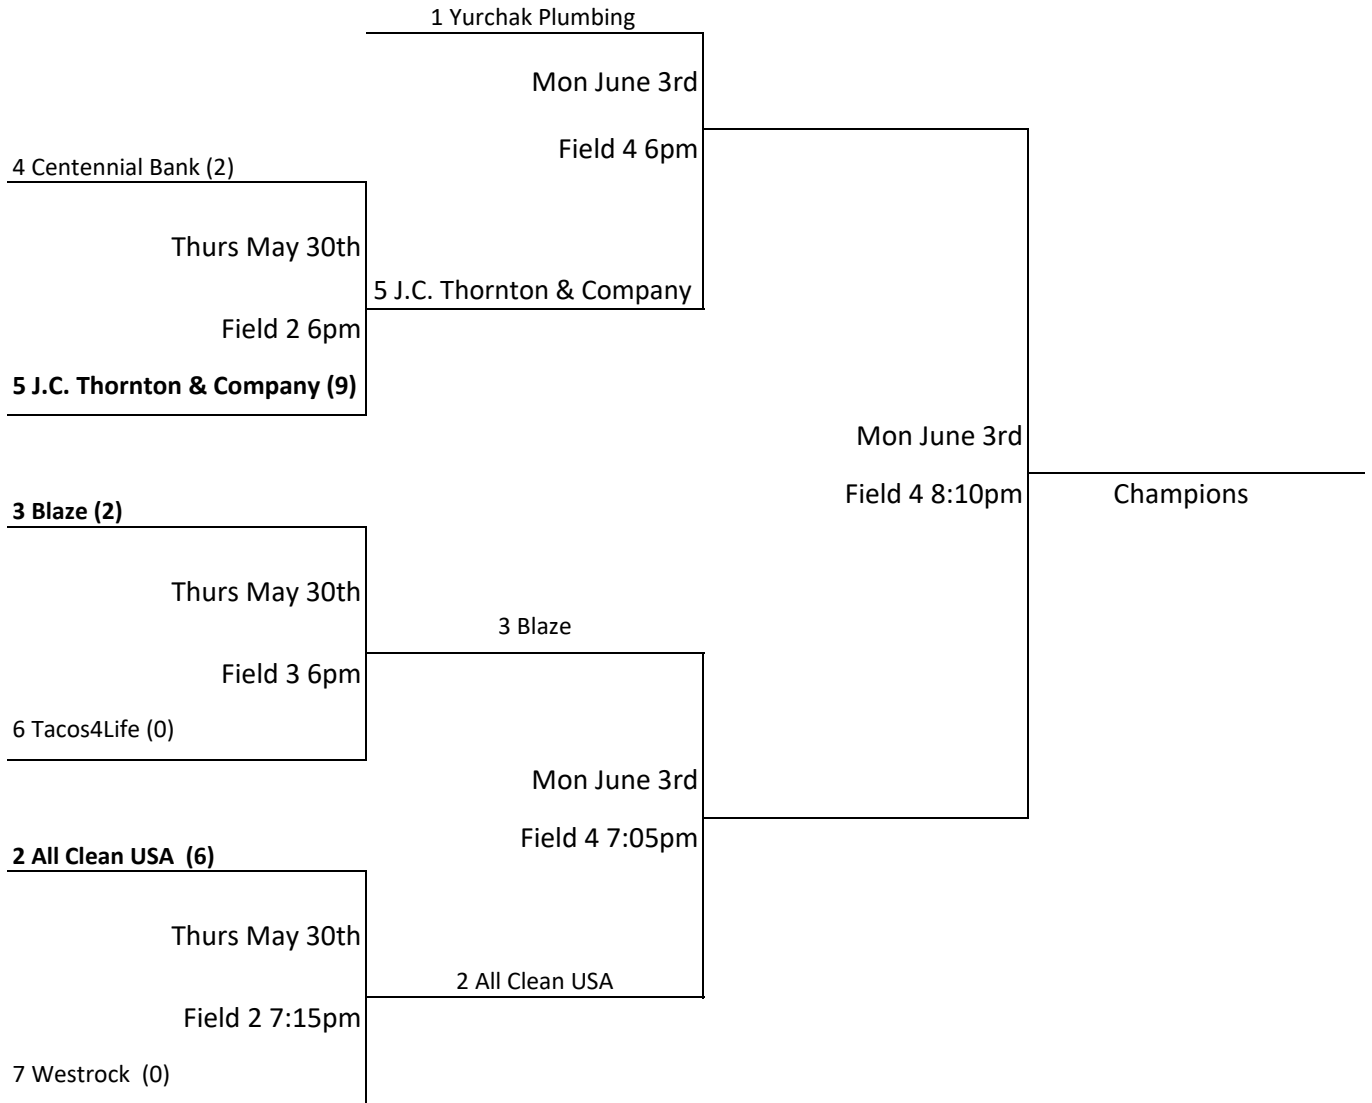 1 Yurchak Plumbing
Mon June 3rd
Field 4 6pm
4 Centennial Bank (2)
Thurs May 30th
5 J.C. Thornton & Company
Field 2 6pm
5 J.C. Thornton & Company (9)
Mon June 3rd
Field 4 8:10pm
Champions
3 Blaze (2)
Thurs May 30th
3 Blaze
Field 3 6pm
6 Tacos4Life (0)
Mon June 3rd
Field 4 7:05pm
2 All Clean USA  (6)
Thurs May 30th
2 All Clean USA
Field 2 7:15pm
7 Westrock  (0)